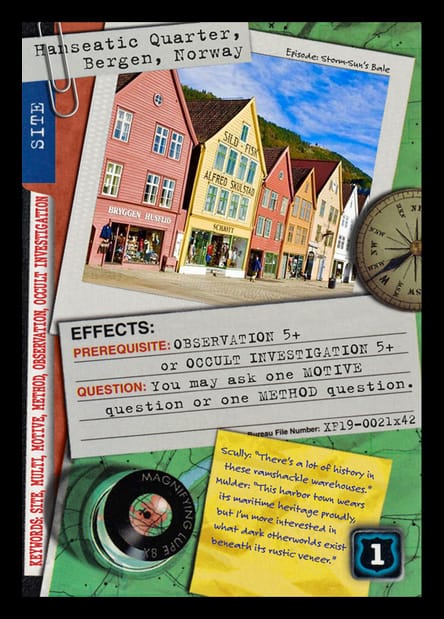 Hanseatic Quarter,
Bergen, Norway
Episode: Storm-Sun's Bale
SITE
SILD - FISK
ALFRED SKULSTAD
BRYGGEN HUSFLID
SCHØTT
KEYWORDS: SITE, MULTI, MOTIVE, METHOD, OBSERVATION, OCCULT INVESTIGATION
EFFECTS:
PREREQUISITE: OBSERVATION 5+
or OCCULT INVESTIGATION 5+
QUESTION: You may ask one MOTIVE
question or one METHOD question.
Bureau File Number: XF19-0021x42
MAGNIFYING LUPE 8X
Scully: "There's a lot of history in
these ramshackle warehouses."
Mulder: "This harbor town wears
its maritime heritage proudly,
but I'm more interested in
what dark otherworlds exist
beneath its rustic veneer."
1